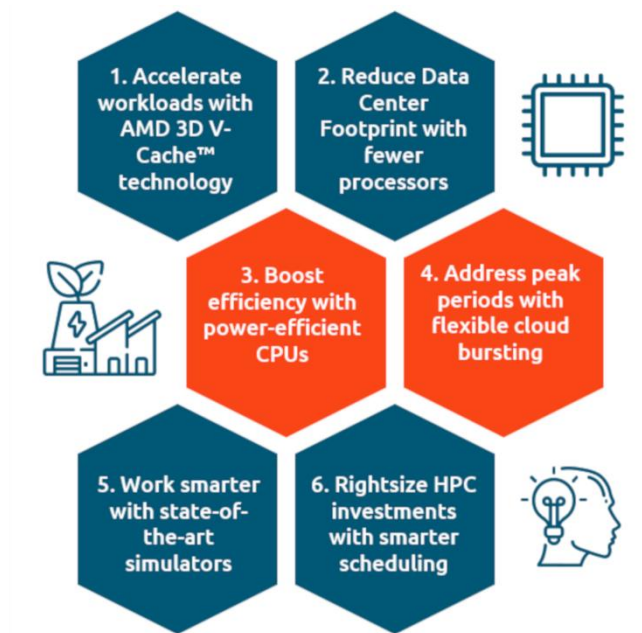 1. Accelerate
workloads with
AMD 3D V-
Cache™
technology
2. Reduce Data
Center
Footprint with
fewer
processors
3. Boost
efficiency with
power-efficient
CPUs
4. Address peak
periods with
flexible cloud
bursting
5. Work smarter
with state-of-
the-art
simulators
6. Rightsize HPC
investments
with smarter
scheduling